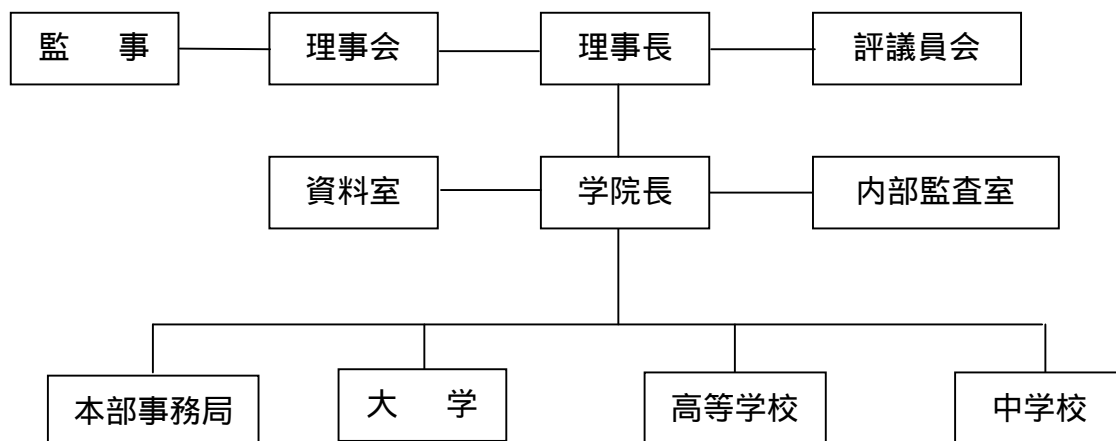 監　事
理事会
理事長
評議員会
資料室
学院長
内部監査室
本部事務局
大　学
高等学校
中学校